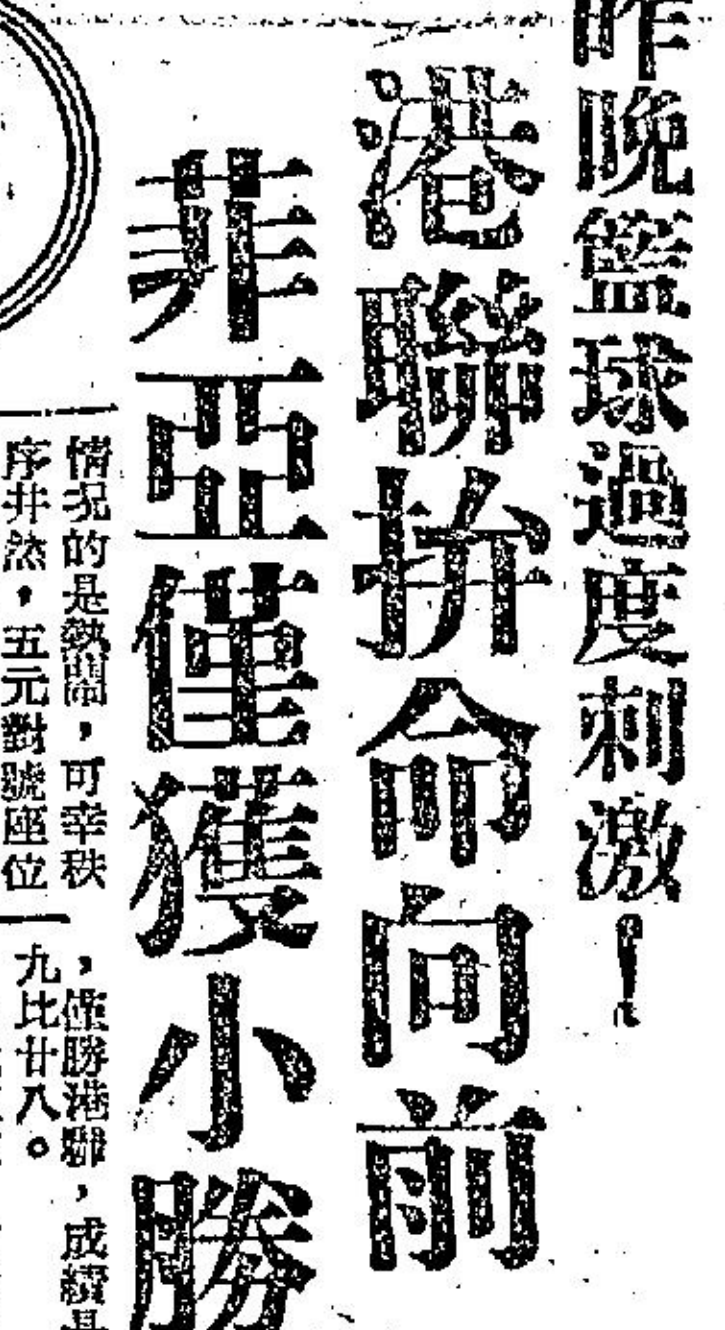 昨晚籃球過度刺激！
港聯拚命向前
菲亞僅獲小勝
情况的是熱鬧，可幸秩
序井然，五元對號座位
，僅勝港聯，成績是
九比廿八。